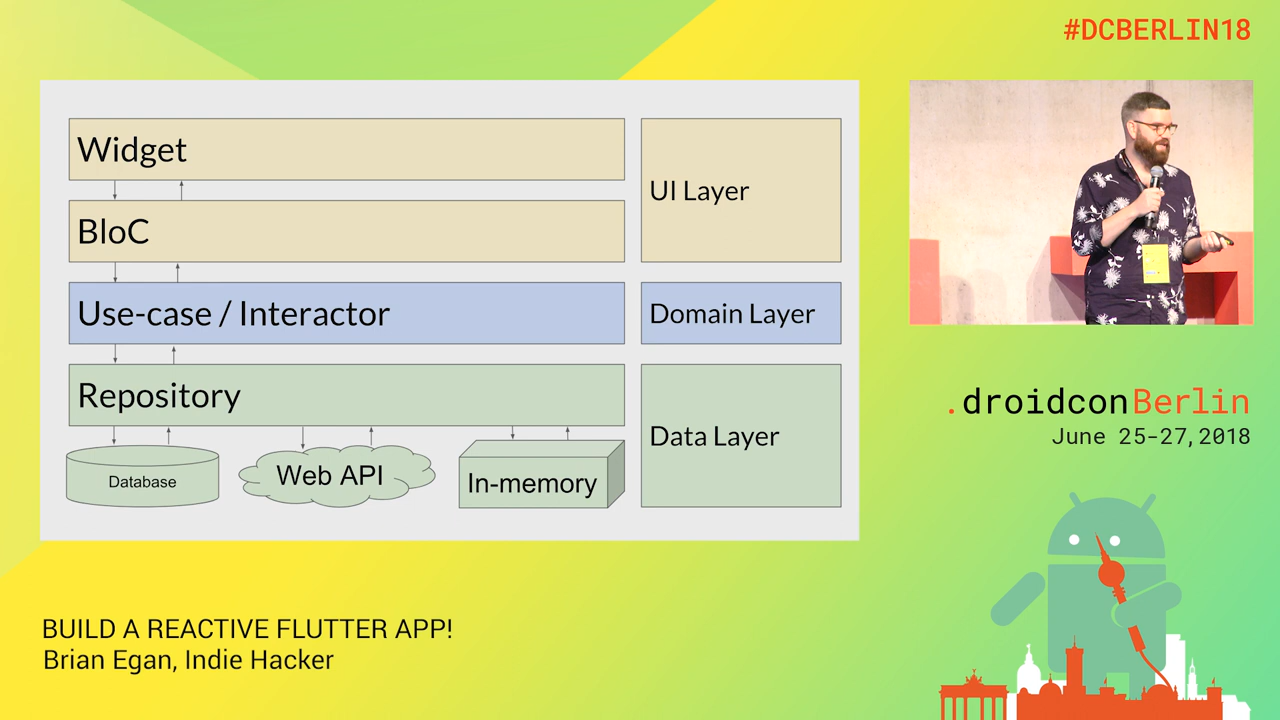 #DCBERLIN18
Widget
BloC
UI Layer
Use-case / Interactor
Domain Layer
Repository
Data Layer
Database
Web API
In-memory
.droidconBerlin
June 25-27, 2018
BUILD A REACTIVE FLUTTER APP!
Brian Egan, Indie Hacker